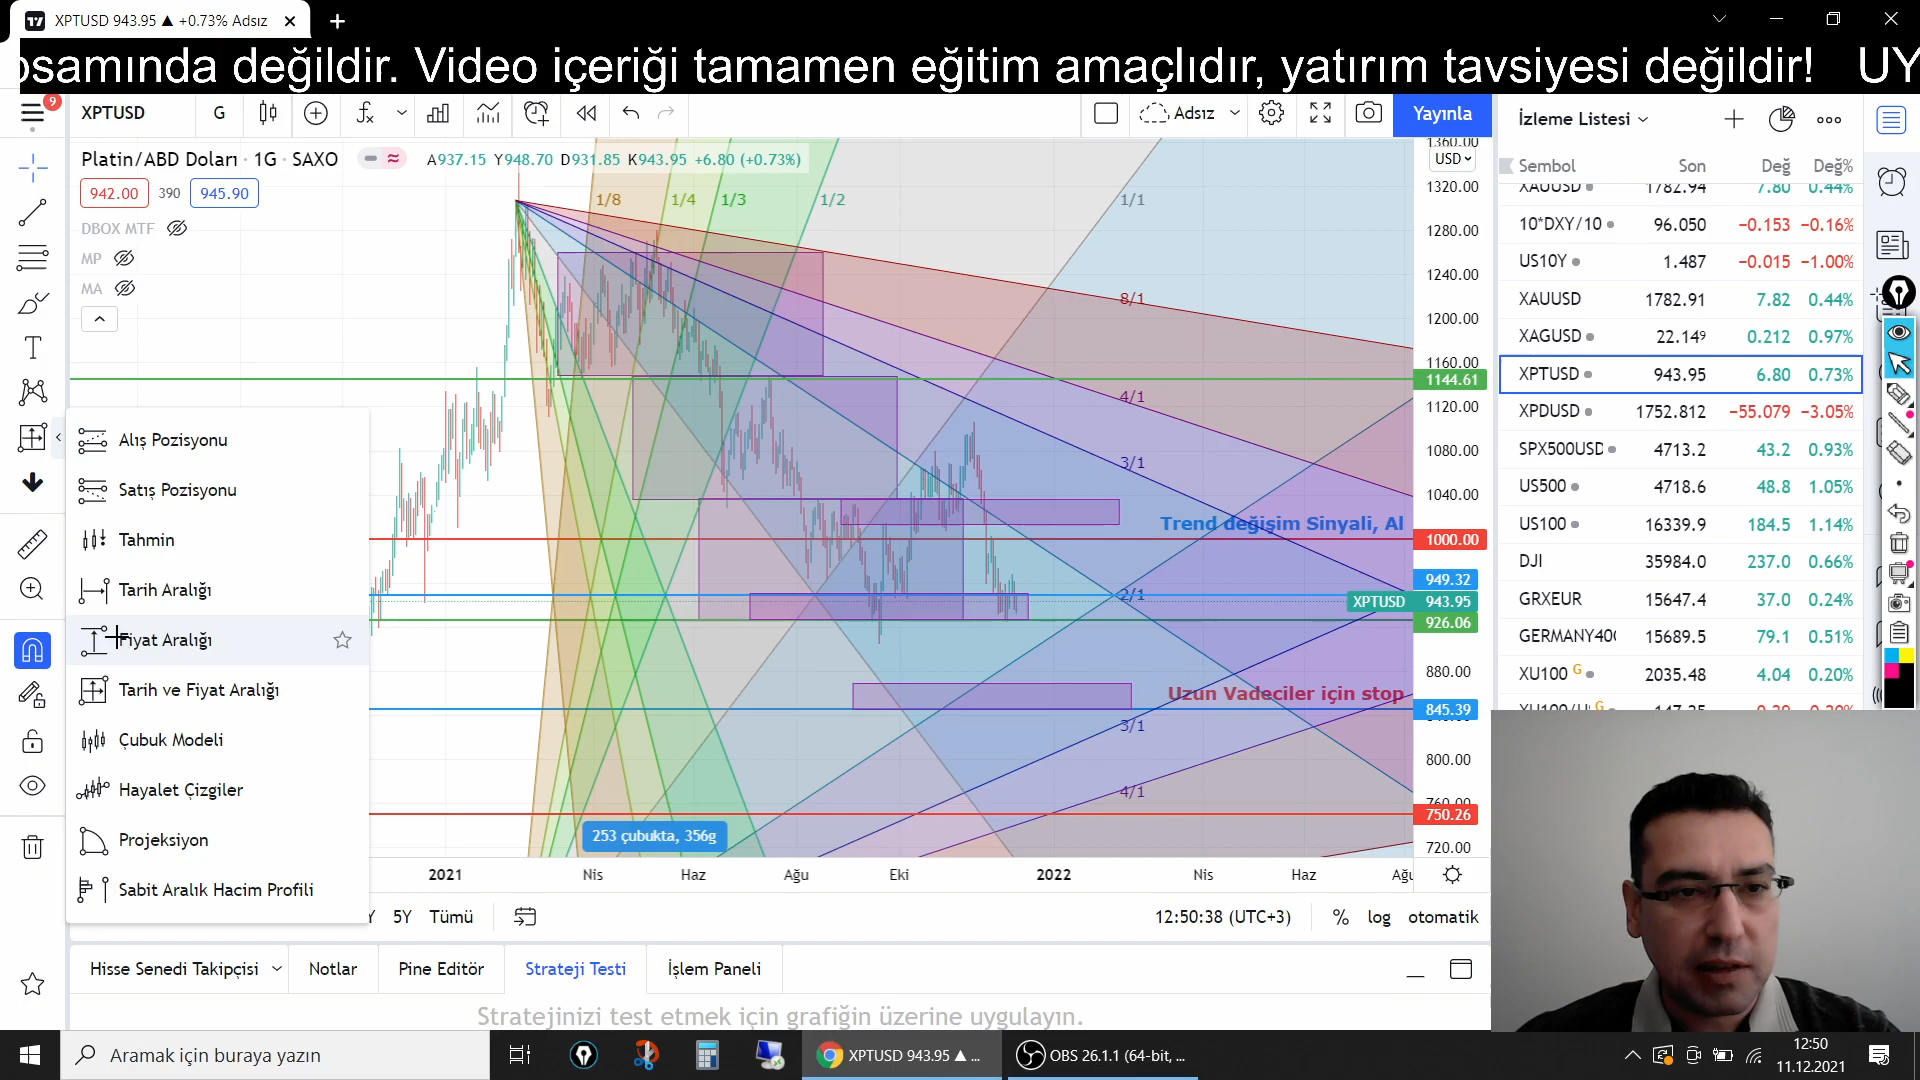 XPTUSD 943.95 ▲ +0.73% Adsız
osamında değildir. Video içeriği tamamen eğitim amaçlıdır, yatırım tavsiyesi değildir! UY
9
XPTUSD G Adsız Yayınla
Platin/ABD Doları · 1G · SAXO A937.15 Y948.70 D931.85 K943.95 +6.80 (+0.73%)
942.00 390 945.90
DBOX MTF
MP
MA
1/8 1/4 1/3 1/2 1/1
8/1
4/1
3/1
2/1
3/1
4/1
Trend değişim Sinyali, Al
Uzun Vadeciler için stop
253 çubukta, 356g
Alış Pozisyonu
Satış Pozisyonu
Tahmin
Tarih Aralığı
Fiyat Aralığı
Tarih ve Fiyat Aralığı
Çubuk Modeli
Hayalet Çizgiler
Projeksiyon
Sabit Aralık Hacim Profili
1360.00
USD
1320.00
1280.00
1240.00
1200.00
1160.00
1144.61
1120.00
1080.00
1040.00
1000.00
949.32
XPTUSD 943.95
926.06
880.00
845.39
800.00
760.00
750.26
720.00
2021 Nis Haz Ağu Eki 2022 Nis Haz Ağu
Y 5Y Tümü 12:50:38 (UTC+3) % log otomatik
Hisse Senedi Takipçisi Notlar Pine Editör Strateji Testi İşlem Paneli
Stratejinizi test etmek için grafiğin üzerine uygulayın.
İzleme Listesi
Sembol Son Değ Değ%
XAUUSD 1782.94 7.80 0.44%
10*DXY/10 96.050 −0.153 −0.16%
US10Y 1.487 −0.015 −1.00%
XAUUSD 1782.91 7.82 0.44%
XAGUSD 22.149 0.212 0.97%
XPTUSD 943.95 6.80 0.73%
XPDUSD 1752.812 −55.079 −3.05%
SPX500USD 4713.2 43.2 0.93%
US500 4718.6 48.8 1.05%
US100 16339.9 184.5 1.14%
DJI 35984.0 237.0 0.66%
GRXEUR 15647.4 37.0 0.24%
GERMANY40 15689.5 79.1 0.51%
XU100 G 2035.48 4.04 0.20%
Aramak için buraya yazın
XPTUSD 943.95 ▲ ...
OBS 26.1.1 (64-bit, ...
12:50
11.12.2021